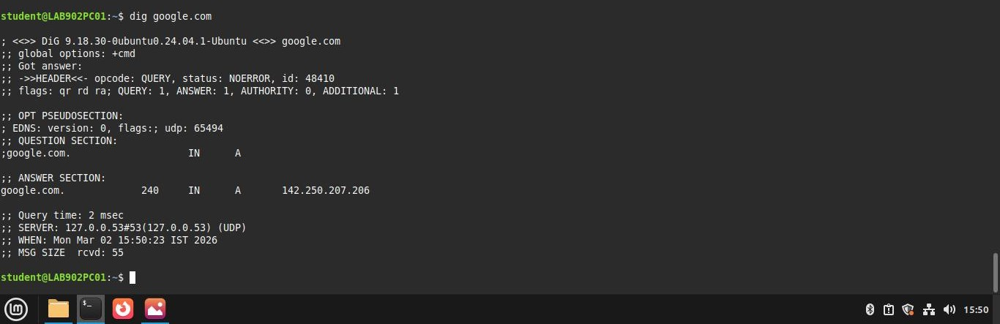 student@LAB902PC01:~$ dig google.com
; <<>> DiG 9.18.30-0ubuntu0.24.04.1-Ubuntu <<>> google.com
;; global options: +cmd
;; Got answer:
;; ->>HEADER<<- opcode: QUERY, status: NOERROR, id: 48410
;; flags: qr rd ra; QUERY: 1, ANSWER: 1, AUTHORITY: 0, ADDITIONAL: 1
;; OPT PSEUDOSECTION:
; EDNS: version: 0, flags:; udp: 65494
;; QUESTION SECTION:
;google.com. IN A
;; ANSWER SECTION:
google.com. 240 IN A 142.250.207.206
;; Query time: 2 msec
;; SERVER: 127.0.0.53#53(127.0.0.53) (UDP)
;; WHEN: Mon Mar 02 15:50:23 IST 2026
;; MSG SIZE  rcvd: 55
student@LAB902PC01:~$
$_
15:50